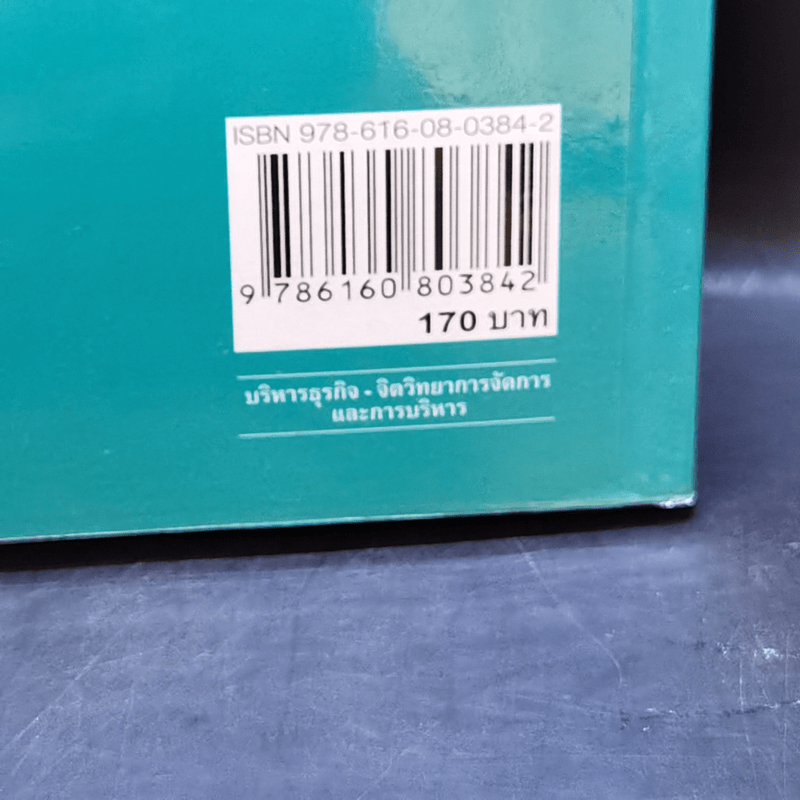 ISBN 978-616-08-0384-2
9 786160 803842
170 บาท
บริหารธุรกิจ - จิตวิทยาการจัดการ
และการบริหาร